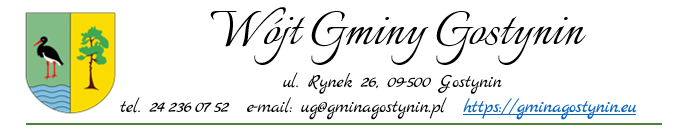 Wójt Gminy Gostynin
ul. Rynek 26, 09-500 Gostynin
tel. 24 236 07 52 e-mail: ug@gminagostynin.pl https://gminagostynin.eu